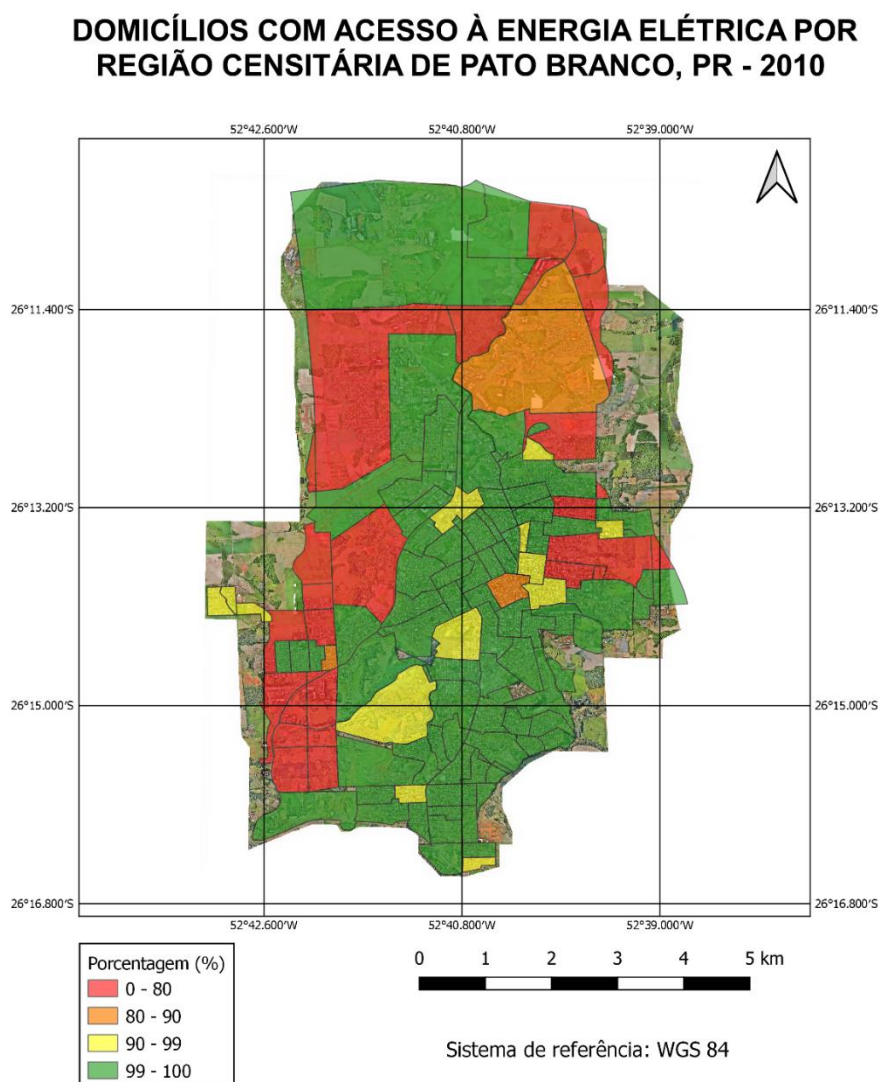 DOMICÍLIOS COM ACESSO À ENERGIA ELÉTRICA POR
REGIÃO CENSITÁRIA DE PATO BRANCO, PR - 2010
52°42.600'W 52°40.800'W 52°39.000'W
26°11.400'S 26°11.400'S
26°13.200'S 26°13.200'S
26°15.000'S 26°15.000'S
26°16.800'S 26°16.800'S
52°42.600'W 52°40.800'W 52°39.000'W
Porcentagem (%)
0 - 80
80 - 90
90 - 99
99 - 100
0 1 2 3 4 5 km
Sistema de referência: WGS 84